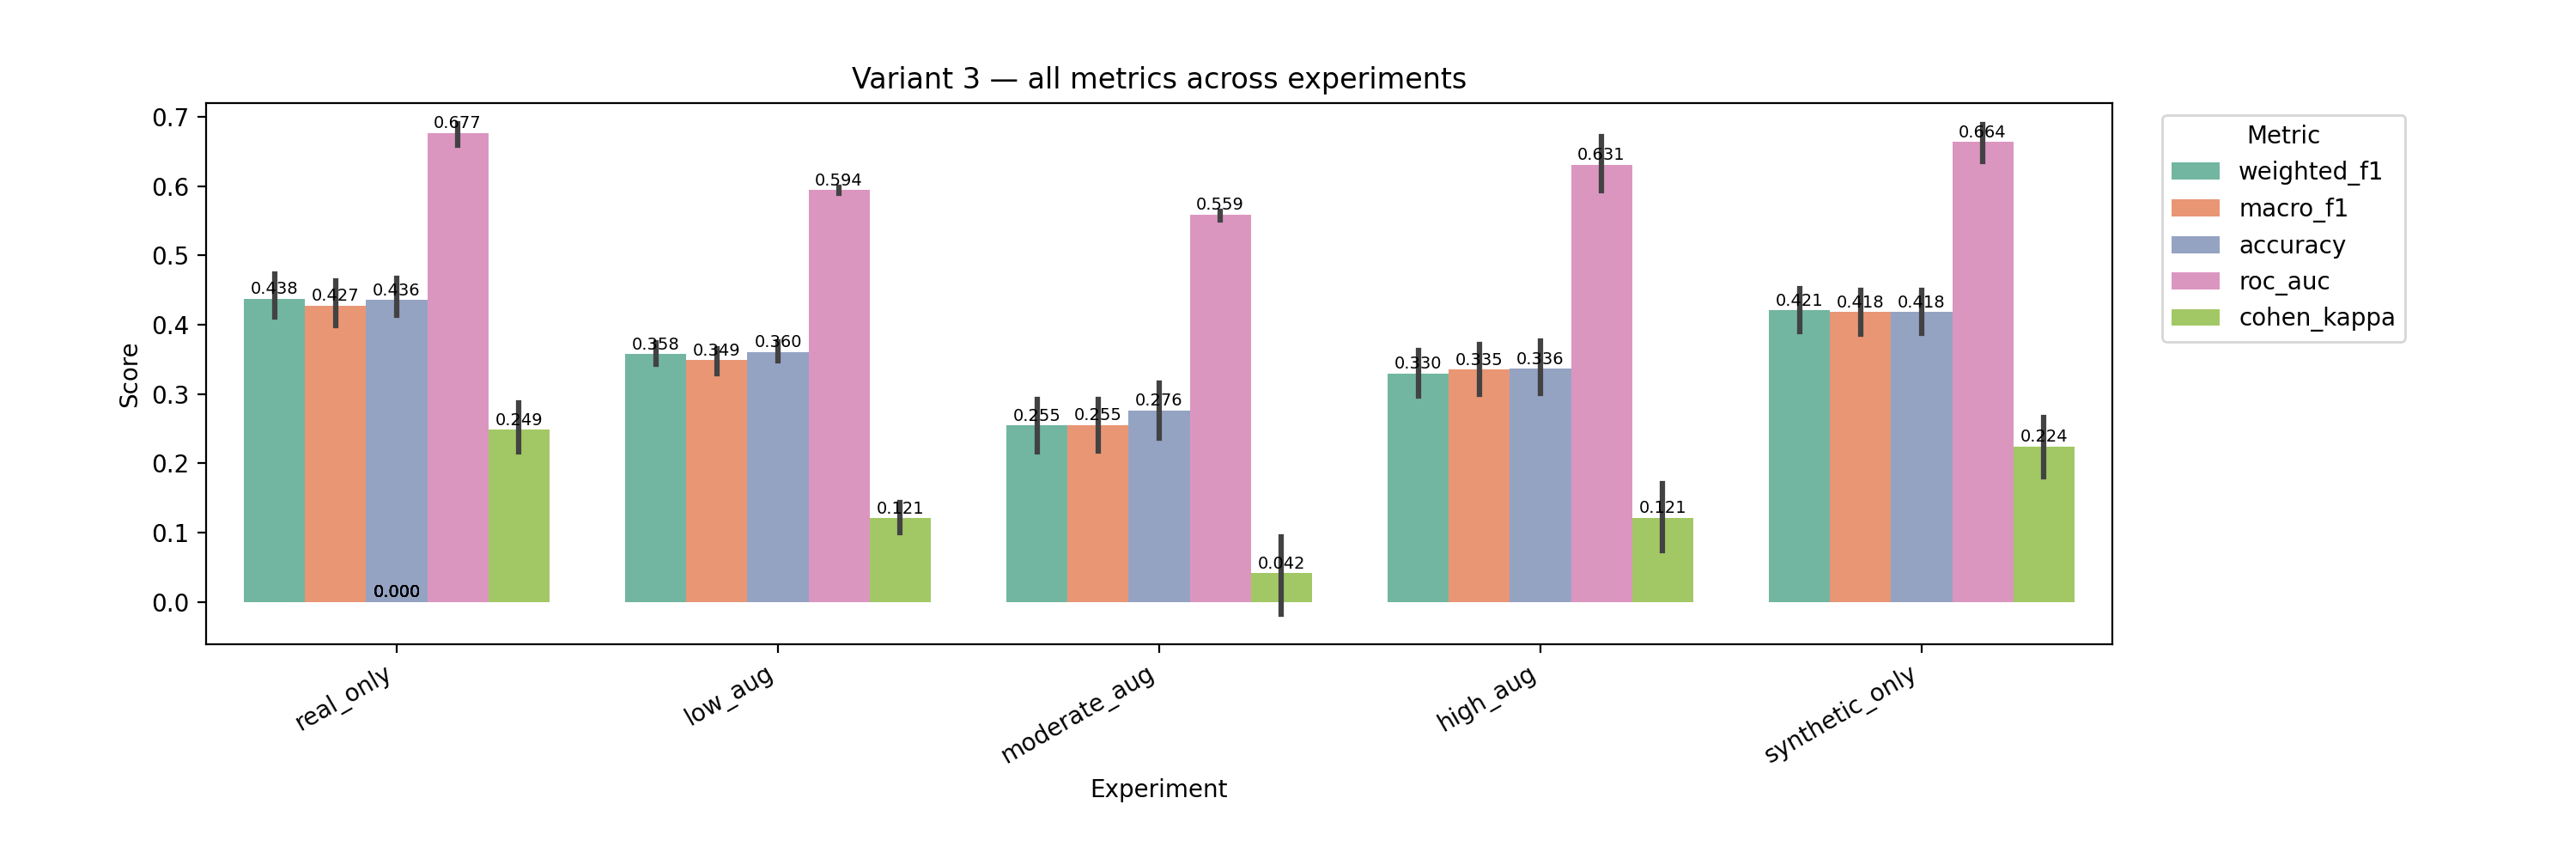 Variant 3 — all metrics across experiments
Score
0.7
0.6
0.5
0.4
0.3
0.2
0.1
0.0
0.438
0.427
0.436
0.677
0.249
0.000
0.358
0.349
0.360
0.594
0.121
0.255
0.255
0.276
0.559
0.042
0.330
0.335
0.336
0.631
0.121
0.421
0.418
0.418
0.664
0.224
real_only
low_aug
moderate_aug
high_aug
synthetic_only
Experiment
Metric
weighted_f1
macro_f1
accuracy
roc_auc
cohen_kappa